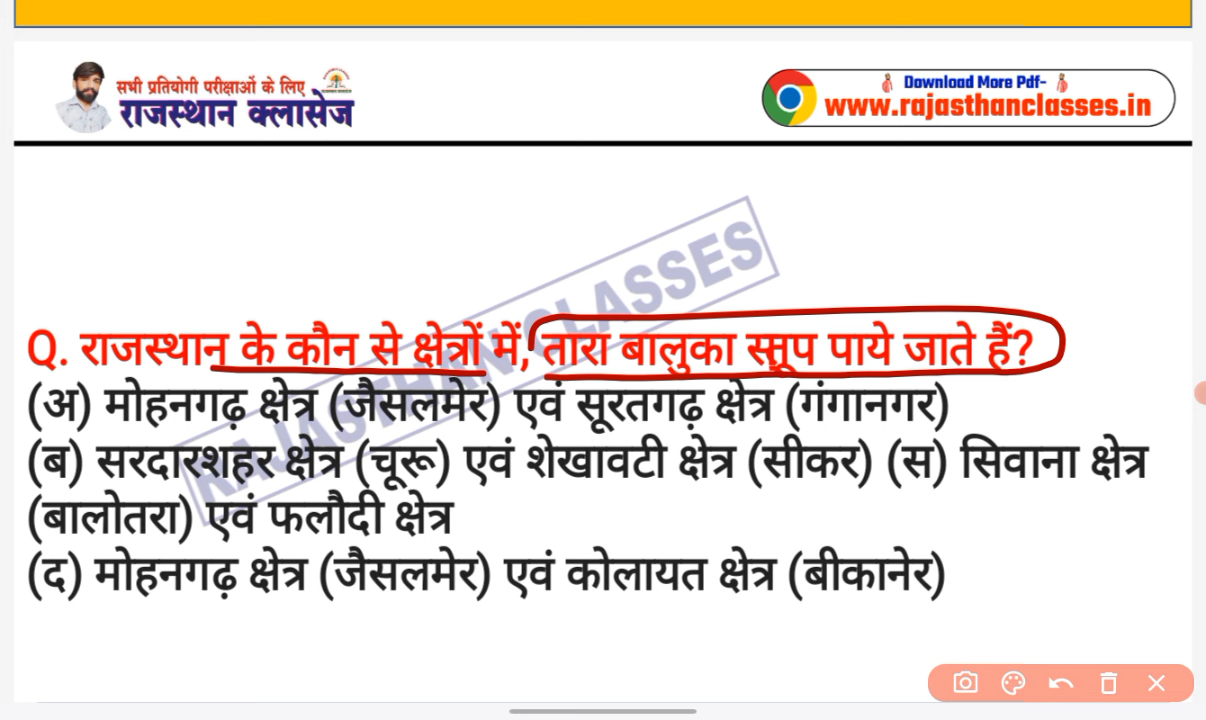 सभी प्रतियोगी परीक्षाओं के लिए
राजस्थान क्लासेज
Download More Pdf-
www.rajasthanclasses.in
RAJASTHAN CLASSES
Q. राजस्थान के कौन से क्षेत्रों में, तारा बालुका स्तूप पाये जाते हैं?
(अ) मोहनगढ़ क्षेत्र (जैसलमेर) एवं सूरतगढ़ क्षेत्र (गंगानगर)
(ब) सरदारशहर क्षेत्र (चूरू) एवं शेखावटी क्षेत्र (सीकर) (स) सिवाना क्षेत्र
(बालोतरा) एवं फलौदी क्षेत्र
(द) मोहनगढ़ क्षेत्र (जैसलमेर) एवं कोलायत क्षेत्र (बीकानेर)